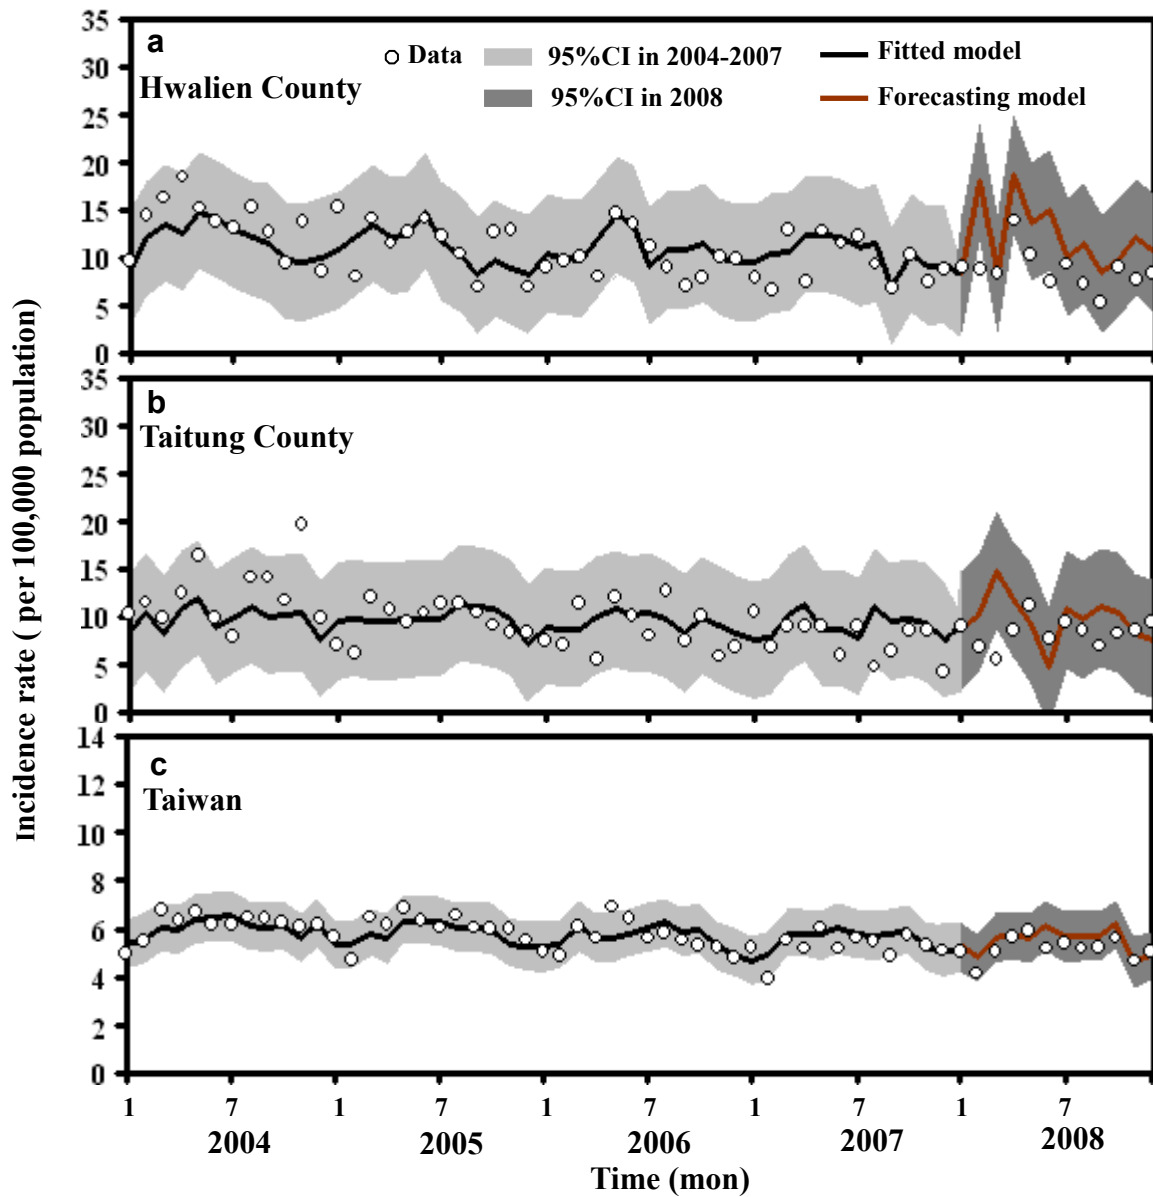 Incidence rate ( per 100,000 population)
35
30
25
20
15
10
5
0
a
Hwalien County
Data
95%CI in 2004-2007
Fitted model
95%CI in 2008
Forecasting model
35
30
25
20
15
10
5
0
b
Taitung County
14
12
10
8
6
4
2
0
c
Taiwan
1 7 1 7 1 7 1 7 1 7
2004 2005 2006 2007 2008
Time (mon)